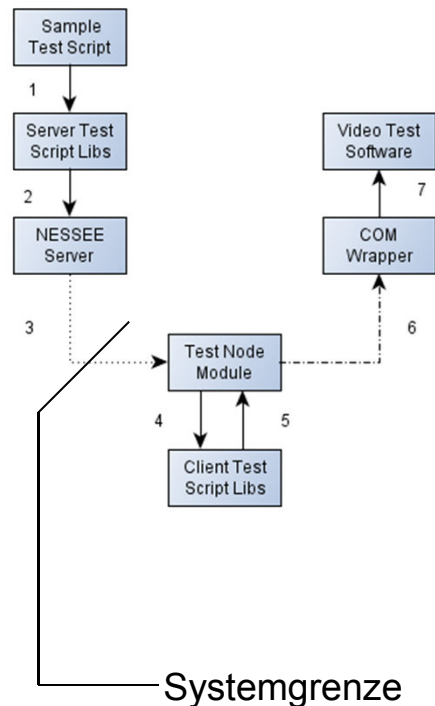 Sample
Test Script
1
Server Test
Script Libs
2
NESSEE
Server
3
Video Test
Software
7
COM
Wrapper
6
Test Node
Module
4
5
Client Test
Script Libs
Systemgrenze